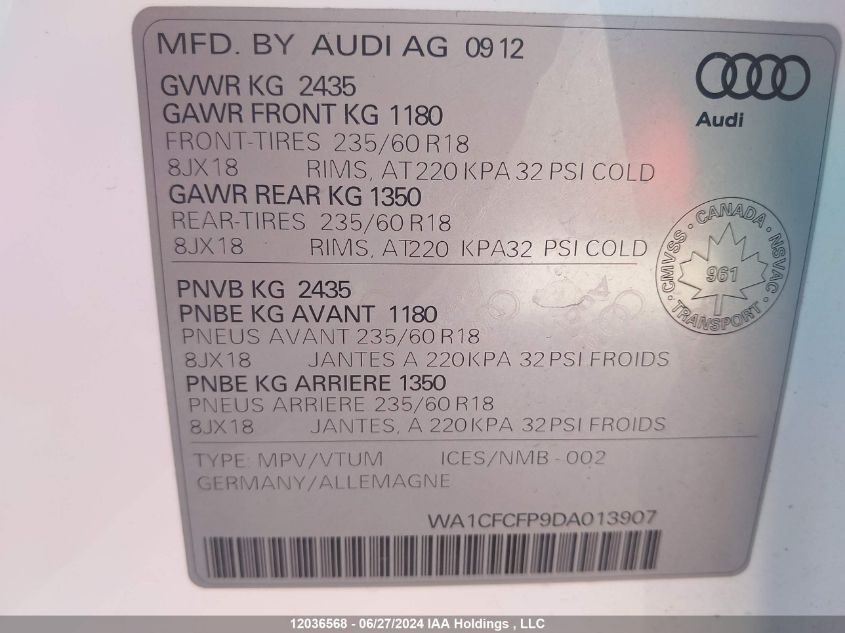 MFD. BY AUDI AG 09 12
GVWR KG 2435
GAWR FRONT KG 1180
FRONT-TIRES 235/60 R18
8JX18 RIMS, AT 220 KPA 32 PSI COLD
GAWR REAR KG 1350
REAR-TIRES 235/60 R18
8JX18 RIMS, AT 220 KPA 32 PSI COLD
Audi
CMVSS - CANADA - NSVAC - TRANSPORT
961
PNVB KG 2435
PNBE KG AVANT 1180
PNEUS AVANT 235/60 R18
8JX18 JANTES A 220 KPA 32 PSI FROIDS
PNBE KG ARRIERE 1350
PNEUS ARRIERE 235/60 R18
8JX18 JANTES, A 220 KPA 32 PSI FROIDS
TYPE: MPV/VTUM ICES/NMB - 002
GERMANY/ALLEMAGNE
WA1CFCFP9DA013907
12036568 - 06/27/2024 IAA Holdings , LLC